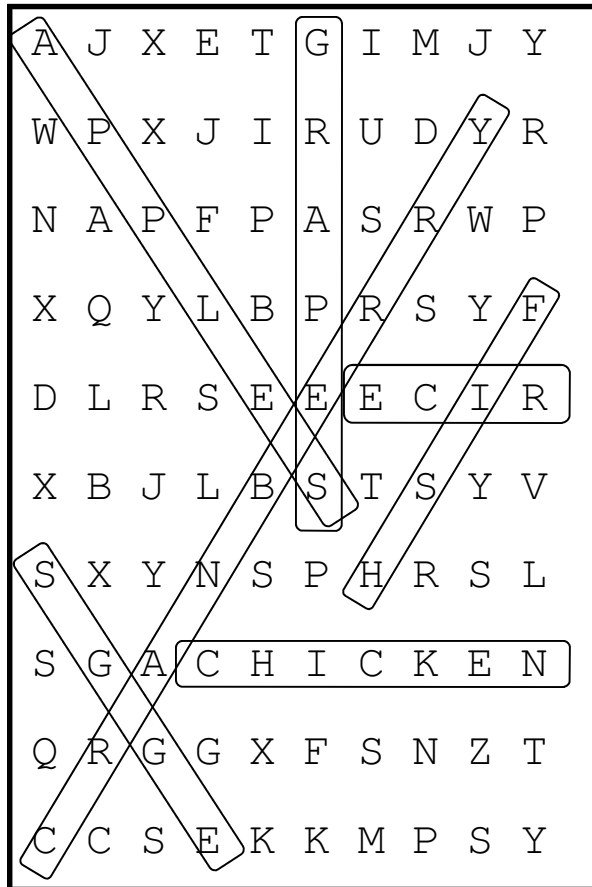 A J X E T G I M J Y
W P X J I R U D Y R
N A P F P A S R W P
X Q Y L B P R S Y F
D L R S E E E C I R
X B J L B S T S Y V
S X Y N S P H R S L
S G A C H I C K E N
Q R G G X F S N Z T
C C S E K K M P S Y